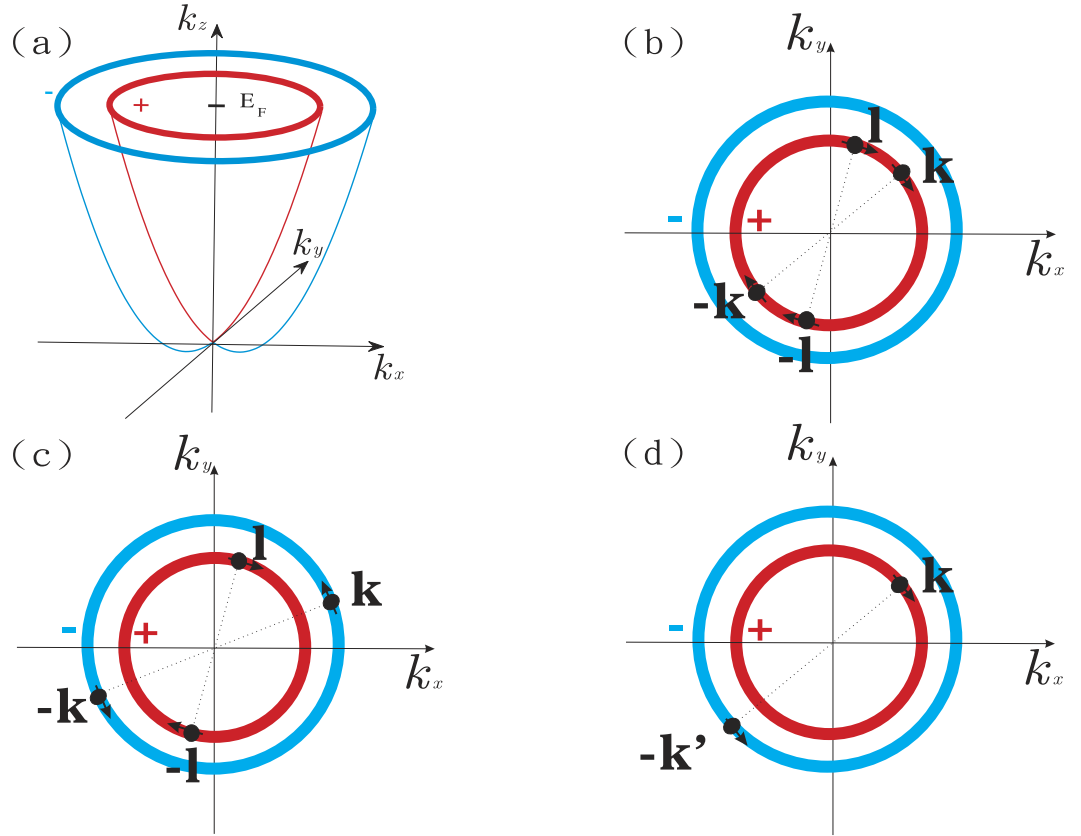 (a)
k_z
-
+
E_F
k_y
k_x
(b)
k_y
l
k
-
+
k_x
-k
-l
(c)
k_y
l
k
-
+
k_x
-k
-l
(d)
k_y
k
-
+
k_x
-k’